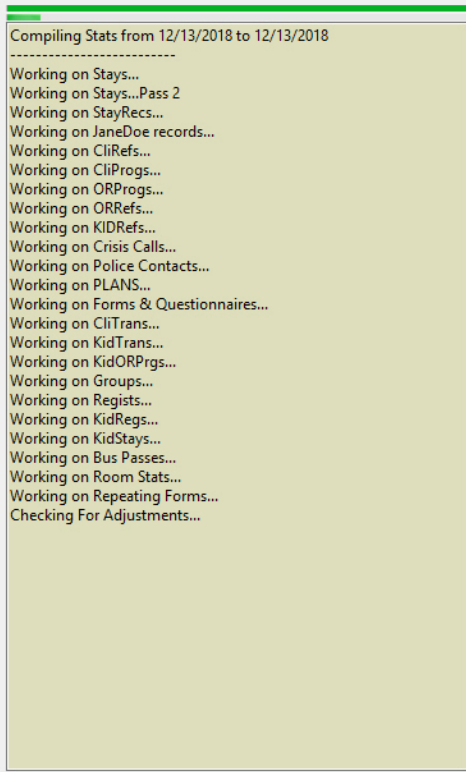 Compiling Stats from 12/13/2018 to 12/13/2018
--------------------------
Working on Stays...
Working on Stays...Pass 2
Working on StayRecs...
Working on JaneDoe records...
Working on CliRefs...
Working on CliProgs...
Working on ORProgs...
Working on ORRefs...
Working on KIDRefs...
Working on Crisis Calls...
Working on Police Contacts...
Working on PLANS...
Working on Forms & Questionnaires...
Working on CliTrans...
Working on KidTrans...
Working on KidORPrgs...
Working on Groups...
Working on Regists...
Working on KidRegs...
Working on KidStays...
Working on Bus Passes...
Working on Room Stats...
Working on Repeating Forms...
Checking For Adjustments...